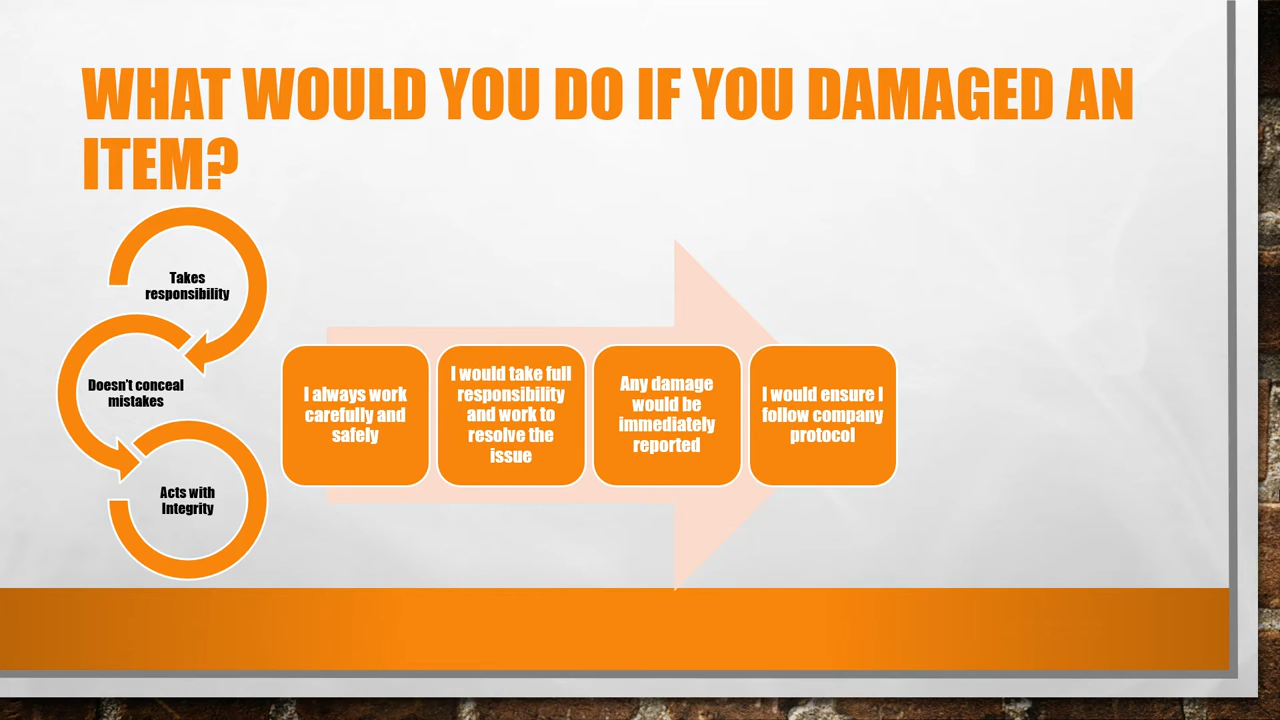 WHAT WOULD YOU DO IF YOU DAMAGED AN
ITEM?
Takes
responsibility
Doesn't conceal
mistakes
Acts with
Integrity
I always work
carefully and
safely
I would take full
responsibility
and work to
resolve the
issue
Any damage
would be
immediately
reported
I would ensure I
follow company
protocol